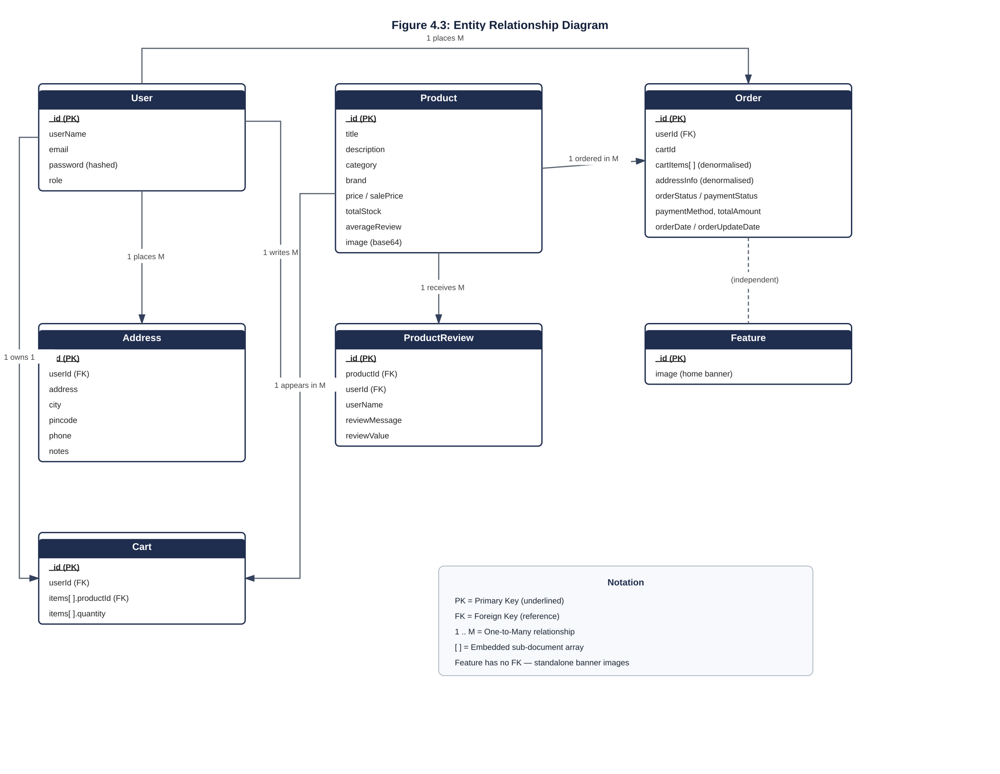 Figure 4.3: Entity Relationship Diagram
1 places M
User
_id (PK)
userName
email
password (hashed)
role
Product
_id (PK)
title
description
category
brand
price / salePrice
totalStock
averageReview
image (base64)
Order
_id (PK)
userId (FK)
cartId
cartItems[ ] (denormalised)
addressInfo (denormalised)
orderStatus / paymentStatus
paymentMethod, totalAmount
orderDate / orderUpdateDate
1 ordered in M
1 places M
1 writes M
1 receives M
(independent)
1 owns 1
1 appears in M
Address
d (PK)
userId (FK)
address
city
pincode
phone
notes
ProductReview
_id (PK)
productId (FK)
userId (FK)
userName
reviewMessage
reviewValue
Feature
_id (PK)
image (home banner)
Cart
_id (PK)
userId (FK)
items[ ].productId (FK)
items[ ].quantity
Notation
PK = Primary Key (underlined)
FK = Foreign Key (reference)
1 .. M = One-to-Many relationship
[ ] = Embedded sub-document array
Feature has no FK — standalone banner images